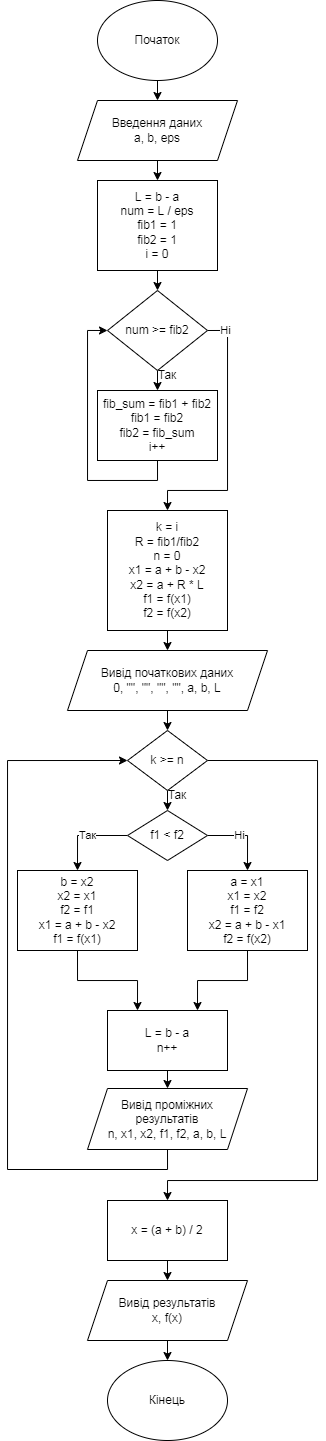 Початок
Введення даних
a, b, eps
L = b - a
num = L / eps
fib1 = 1
fib2 = 1
i = 0
num >= fib2
Ні
Так
fib_sum = fib1 + fib2
fib1 = fib2
fib2 = fib_sum
i++
k = i
R = fib1/fib2
n = 0
x1 = a + b - x2
x2 = a + R * L
f1 = f(x1)
f2 = f(x2)
Вивід початкових даних
0, "", "", "", "", a, b, L
k >= n
Так
f1 < f2
Так
Ні
b = x2
x2 = x1
f2 = f1
x1 = a + b - x2
f1 = f(x1)
a = x1
x1 = x2
f1 = f2
x2 = a + b - x1
f2 = f(x2)
L = b - a
n++
Вивід проміжних
результатів
n, x1, x2, f1, f2, a, b, L
x = (a + b) / 2
Вивід результатів
x, f(x)
Кінець